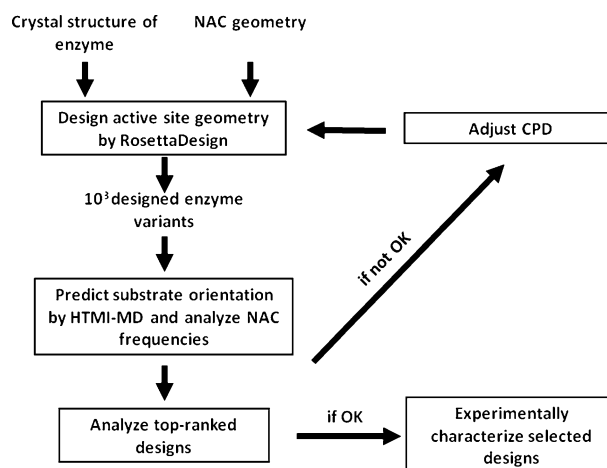 Crystal structure of
enzyme
NAC geometry
Design active site geometry
by RosettaDesign
Adjust CPD
10³ designed enzyme
variants
if not OK
Predict substrate orientation
by HTMI-MD and analyze NAC
frequencies
Analyze top-ranked
designs
if OK
Experimentally
characterize selected
designs